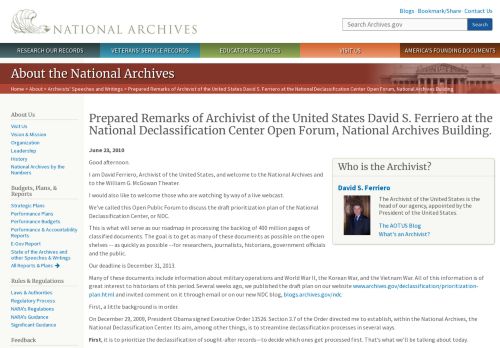 Blogs · Bookmark/Share · Contact Us
NATIONAL ARCHIVES
Search Archives.gov
Search
RESEARCH OUR RECORDS
VETERANS' SERVICE RECORDS
EDUCATOR RESOURCES
VISIT US
AMERICA'S FOUNDING DOCUMENTS
About the National Archives
Home > About > Archivists' Speeches and Writings > Prepared Remarks of Archivist of the United States David S. Ferriero at the National Declassification Center Open Forum, National Archives Building.
About Us
Visit Us
Vision & Mission
Organization
Leadership
History
National Archives by the
Numbers
Budgets, Plans, &
Reports
Strategic Plans
Performance Plans
Performance Budgets
Performance & Accountability
Reports
E-Gov Report
State of the Archives and
other Speeches & Writings
All Reports & Plans
Rules & Regulations
Laws & Authorities
Regulatory Process
NARA's Regulations
NARA's Guidance
Significant Guidance
Feedback
Prepared Remarks of Archivist of the United States David S. Ferriero at the
National Declassification Center Open Forum, National Archives Building.
June 23, 2010
Good afternoon.
I am David Ferriero, Archivist of the United States, and welcome to the National Archives and
to the William G. McGowan Theater.
I would also like to welcome those who are watching by way of a live webcast.
We've called this Open Public Forum to discuss the draft prioritization plan of the National
Declassification Center, or NDC.
This is what will serve as our roadmap in processing the backlog of 400 million pages of
classified documents. The goal is to get as many of these documents as possible on the open
shelves -- as quickly as possible --for researchers, journalists, historians, government officials
and the public.
Our deadline is December 31, 2013.
Many of these documents include information about military operations and World War II, the Korean War, and the Vietnam War. All of this information is of
great interest to historians of this period. Several weeks ago, we published the draft plan on our website www.archives.gov/declassification/prioritization-
plan.html and invited comment on it through email or on our new NDC blog, blogs.archives.gov/ndc.
First, a little background is in order.
On December 29, 2009, President Obama signed Executive Order 13526. Section 3.7 of the Order directed me to establish, within the National Archives, the
National Declassification Center. Its aim, among other things, is to streamline declassification processes in several ways.
First, it is to prioritize the declassification of sought-after records—to decide which ones get processed first. That's what we'll be talking about today.
Who is the Archivist?
David S. Ferriero
The Archivist of the United States is the
head of our agency, appointed by the
President of the United States.
The AOTUS Blog
What's an Archivist?